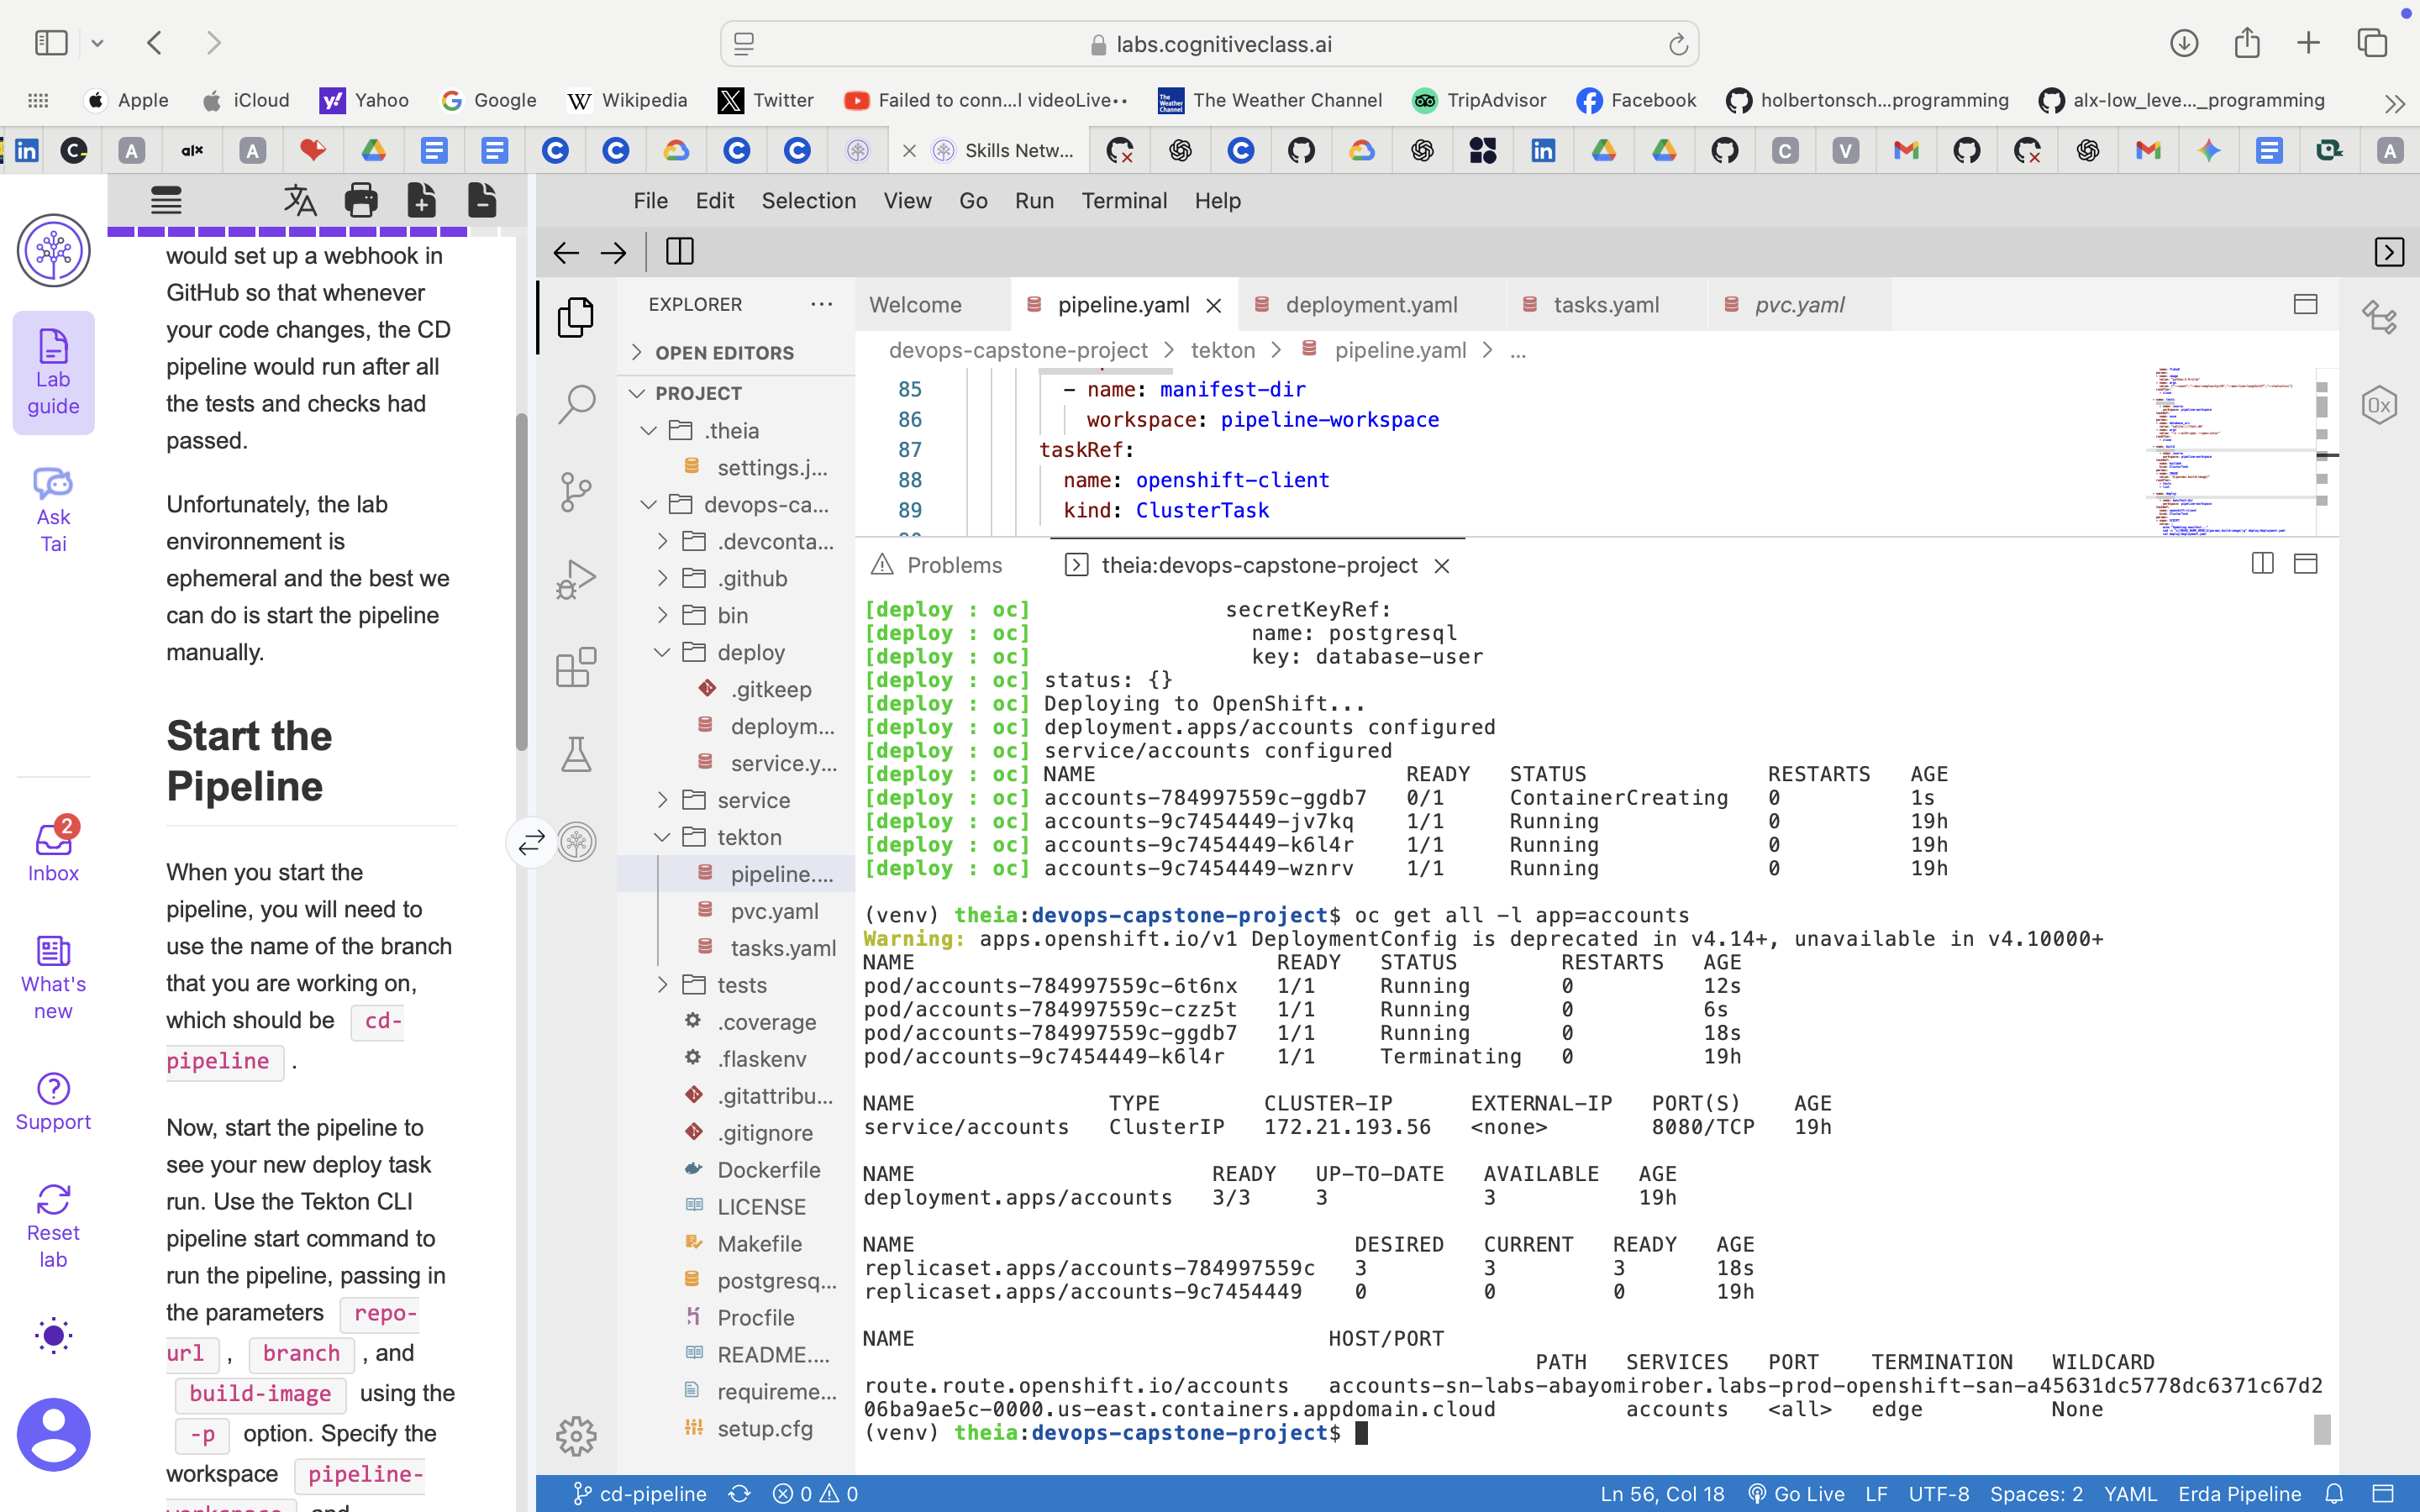 labs.cognitiveclass.ai
Apple iCloud Yahoo Google Wikipedia Twitter Failed to conn...l videoLive·· The Weather Channel TripAdvisor Facebook holbertonsch...programming alx-low_leve..._programming
Skills Netw...
would set up a webhook in
GitHub so that whenever
your code changes, the CD
pipeline would run after all
the tests and checks had
passed.
Unfortunately, the lab
environnement is
ephemeral and the best we
can do is start the pipeline
manually.
Start the
Pipeline
When you start the
pipeline, you will need to
use the name of the branch
that you are working on,
which should be cd-
pipeline .
Now, start the pipeline to
see your new deploy task
run. Use the Tekton CLI
pipeline start command to
run the pipeline, passing in
the parameters repo-
url , branch , and
build-image using the
-p option. Specify the
workspace pipeline-
Lab
guide
Ask
Tai
2
Inbox
What's
new
Support
Reset
lab
File Edit Selection View Go Run Terminal Help
EXPLORER
OPEN EDITORS
PROJECT
.theia
settings.j...
devops-ca...
.devconta...
.github
bin
deploy
.gitkeep
deploym...
service.y...
service
tekton
pipeline....
pvc.yaml
tasks.yaml
tests
.coverage
.flaskenv
.gitattribu...
.gitignore
Dockerfile
LICENSE
Makefile
postgresq...
Procfile
README....
requireme...
setup.cfg
Welcome pipeline.yaml deployment.yaml tasks.yaml pvc.yaml
devops-capstone-project > tekton > pipeline.yaml > ...
85 - name: manifest-dir
86 workspace: pipeline-workspace
87 taskRef:
88 name: openshift-client
89 kind: ClusterTask
Problems theia:devops-capstone-project
[deploy : oc] secretKeyRef:
[deploy : oc] name: postgresql
[deploy : oc] key: database-user
[deploy : oc] status: {}
[deploy : oc] Deploying to OpenShift...
[deploy : oc] deployment.apps/accounts configured
[deploy : oc] service/accounts configured
[deploy : oc] NAME READY STATUS RESTARTS AGE
[deploy : oc] accounts-784997559c-ggdb7 0/1 ContainerCreating 0 1s
[deploy : oc] accounts-9c7454449-jv7kq 1/1 Running 0 19h
[deploy : oc] accounts-9c7454449-k6l4r 1/1 Running 0 19h
[deploy : oc] accounts-9c7454449-wznrv 1/1 Running 0 19h
(venv) theia:devops-capstone-project$ oc get all -l app=accounts
Warning: apps.openshift.io/v1 DeploymentConfig is deprecated in v4.14+, unavailable in v4.10000+
NAME READY STATUS RESTARTS AGE
pod/accounts-784997559c-6t6nx 1/1 Running 0 12s
pod/accounts-784997559c-czz5t 1/1 Running 0 6s
pod/accounts-784997559c-ggdb7 1/1 Running 0 18s
pod/accounts-9c7454449-k6l4r 1/1 Terminating 0 19h
NAME TYPE CLUSTER-IP EXTERNAL-IP PORT(S) AGE
service/accounts ClusterIP 172.21.193.56 <none> 8080/TCP 19h
NAME READY UP-TO-DATE AVAILABLE AGE
deployment.apps/accounts 3/3 3 3 19h
NAME DESIRED CURRENT READY AGE
replicaset.apps/accounts-784997559c 3 3 3 18s
replicaset.apps/accounts-9c7454449 0 0 0 19h
NAME HOST/PORT
PATH SERVICES PORT TERMINATION WILDCARD
route.route.openshift.io/accounts accounts-sn-labs-abayomirober.labs-prod-openshift-san-a45631dc5778dc6371c67d2
06ba9ae5c-0000.us-east.containers.appdomain.cloud accounts <all> edge None
(venv) theia:devops-capstone-project$
cd-pipeline 0 0 Ln 56, Col 18 Go Live LF UTF-8 Spaces: 2 YAML Erda Pipeline